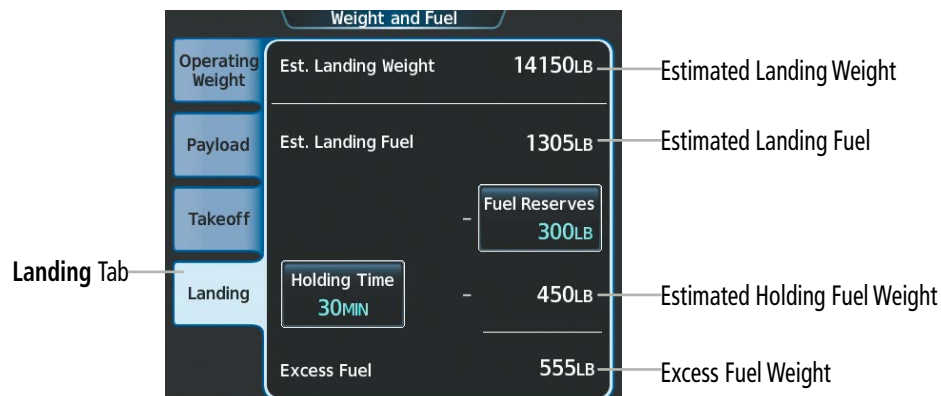 Weight and Fuel
Operating
Weight
Est. Landing Weight
14150LB
Estimated Landing Weight
Payload
Est. Landing Fuel
1305LB
Estimated Landing Fuel
Takeoff
– Fuel Reserves
300LB
Landing Tab
Landing
Holding Time
30MIN
– 450LB
Estimated Holding Fuel Weight
Excess Fuel
555LB
Excess Fuel Weight